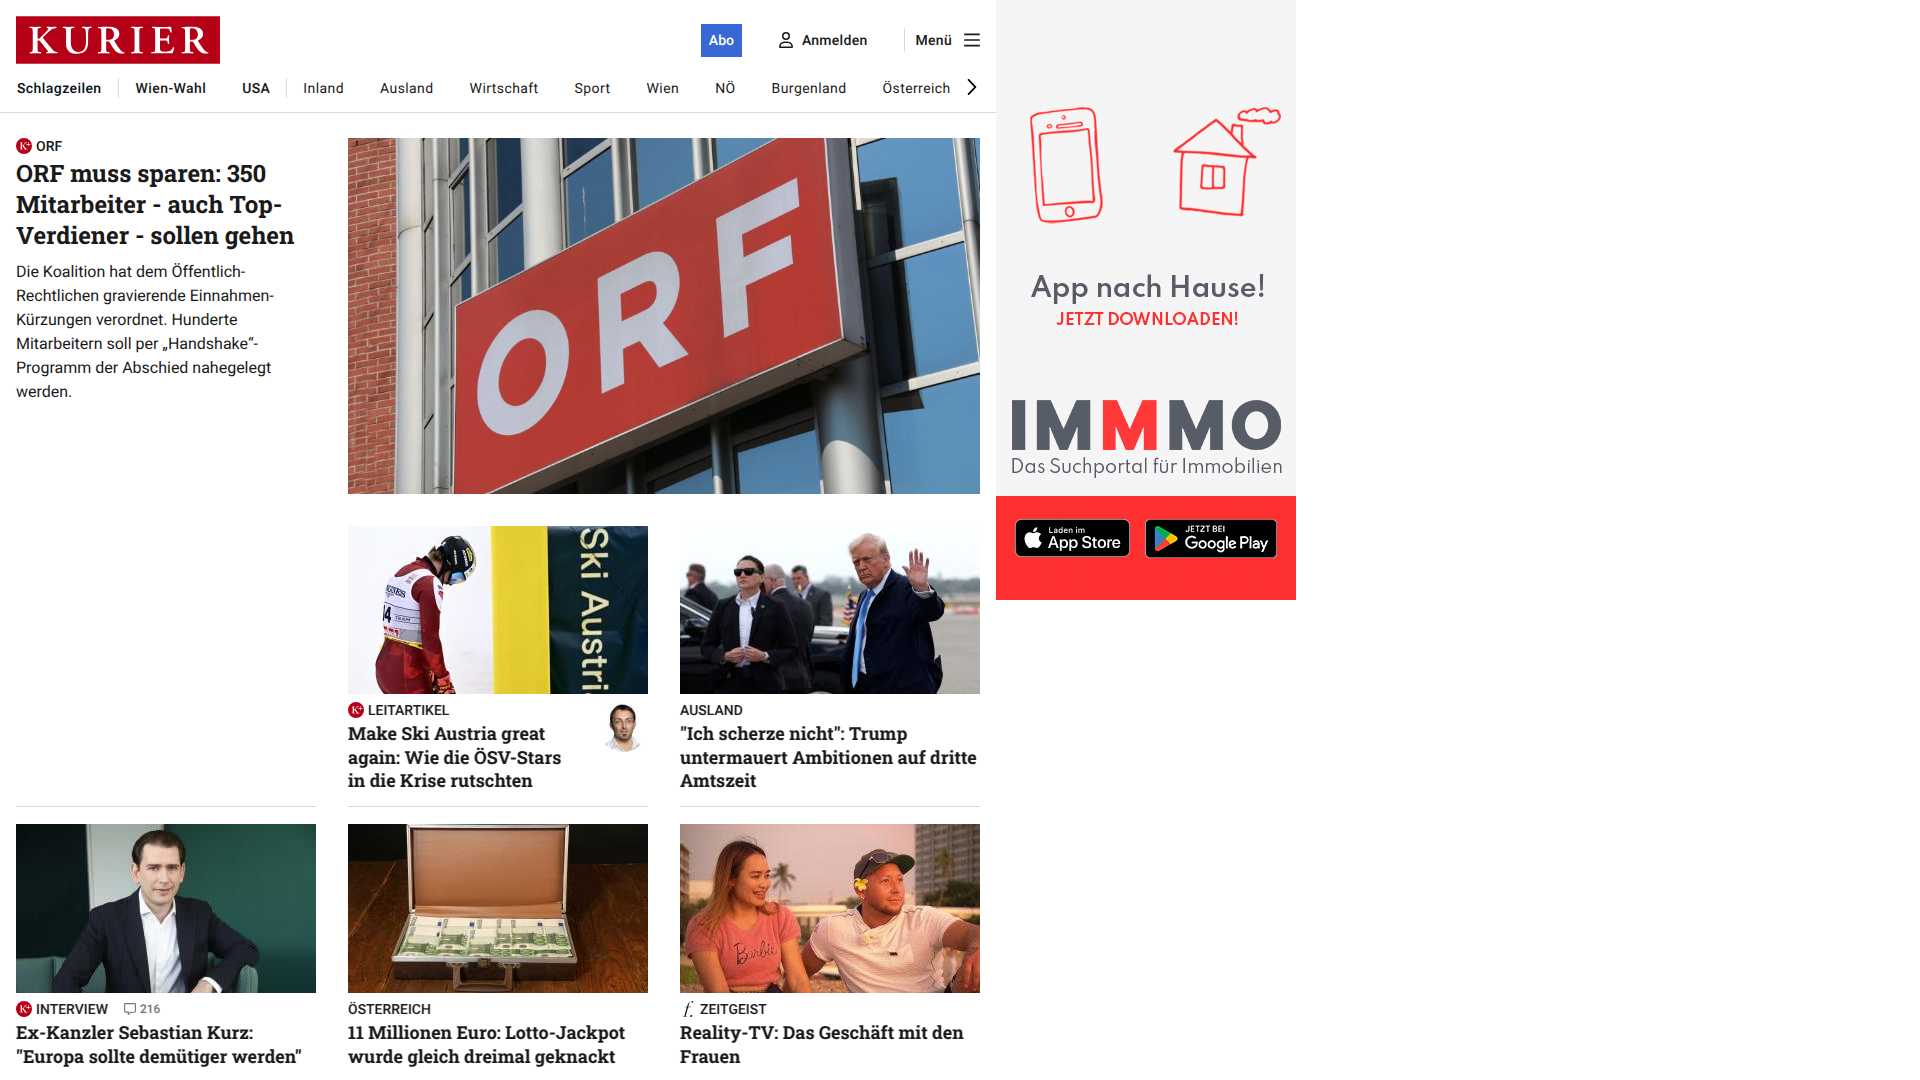 KURIER
Abo
Anmelden
Menü
Schlagzeilen
Wien-Wahl
USA
Inland
Ausland
Wirtschaft
Sport
Wien
NÖ
Burgenland
Österreich
K+ ORF
ORF muss sparen: 350
Mitarbeiter - auch Top-
Verdiener - sollen gehen
Die Koalition hat dem Öffentlich-
Rechtlichen gravierende Einnahmen-
Kürzungen verordnet. Hunderte
Mitarbeitern soll per „Handshake“-
Programm der Abschied nahegelegt
werden.
ORF
Ski Austri
K+ LEITARTIKEL
Make Ski Austria great
again: Wie die ÖSV-Stars
in die Krise rutschten
AUSLAND
"Ich scherze nicht": Trump
untermauert Ambitionen auf dritte
Amtszeit
K+ INTERVIEW 216
Ex-Kanzler Sebastian Kurz:
"Europa sollte demütiger werden"
ÖSTERREICH
11 Millionen Euro: Lotto-Jackpot
wurde gleich dreimal geknackt
Barbie
f. ZEITGEIST
Reality-TV: Das Geschäft mit den
Frauen
App nach Hause!
JETZT DOWNLOADEN!
IMMMO
Das Suchportal für Immobilien
Laden im
App Store
JETZT BEI
Google Play